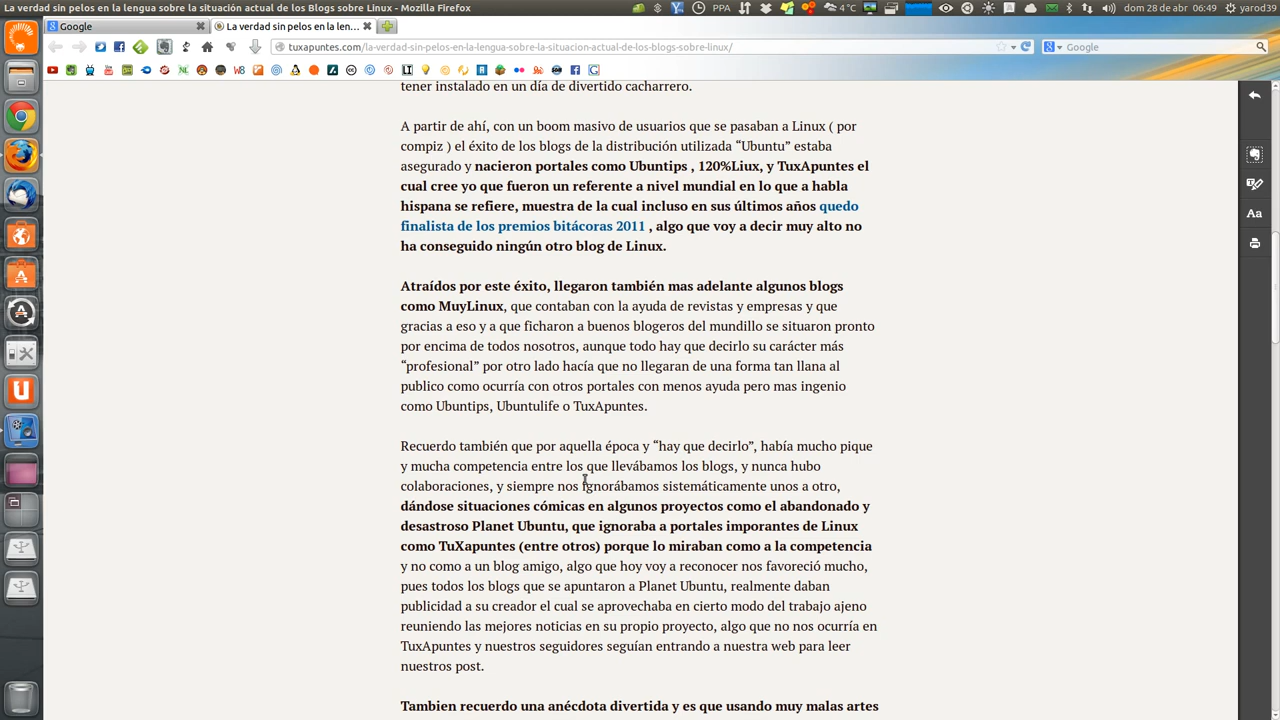 La verdad sin pelos en la lengua sobre la situación actual de los Blogs sobre Linux - Mozilla Firefox
PPA
4°C
dom 28 de abr
06:49
yarod39
Google
La verdad sin pelos en la len...
tuxapuntes.com/la-verdad-sin-pelos-en-la-lengua-sobre-la-situacion-actual-de-los-blogs-sobre-linux/
Google
tener instalado en un día de divertido cacharrero.
A partir de ahí, con un boom masivo de usuarios que se pasaban a Linux ( por
compiz ) el éxito de los blogs de la distribución utilizada “Ubuntu” estaba
asegurado y nacieron portales como Ubuntips , 120%Liux, y TuxApuntes el
cual cree yo que fueron un referente a nivel mundial en lo que a habla
hispana se refiere, muestra de la cual incluso en sus últimos años quedo
finalista de los premios bitácoras 2011 , algo que voy a decir muy alto no
ha conseguido ningún otro blog de Linux.
Atraídos por este éxito, llegaron también mas adelante algunos blogs
como MuyLinux, que contaban con la ayuda de revistas y empresas y que
gracias a eso y a que ficharon a buenos blogeros del mundillo se situaron pronto
por encima de todos nosotros, aunque todo hay que decirlo su carácter más
“profesional” por otro lado hacía que no llegaran de una forma tan llana al
publico como ocurría con otros portales con menos ayuda pero mas ingenio
como Ubuntips, Ubuntulife o TuxApuntes.
Recuerdo también que por aquella época y “hay que decirlo”, había mucho pique
y mucha competencia entre los que llevábamos los blogs, y nunca hubo
colaboraciones, y siempre nos ignorábamos sistemáticamente unos a otro,
dándose situaciones cómicas en algunos proyectos como el abandonado y
desastroso Planet Ubuntu, que ignoraba a portales imporantes de Linux
como TuXapuntes (entre otros) porque lo miraban como a la competencia
y no como a un blog amigo, algo que hoy voy a reconocer nos favoreció mucho,
pues todos los blogs que se apuntaron a Planet Ubuntu, realmente daban
publicidad a su creador el cual se aprovechaba en cierto modo del trabajo ajeno
reuniendo las mejores noticias en su propio proyecto, algo que no nos ocurría en
TuxApuntes y nuestros seguidores seguían entrando a nuestra web para leer
nuestros post.
Tambien recuerdo una anécdota divertida y es que usando muy malas artes
Aa